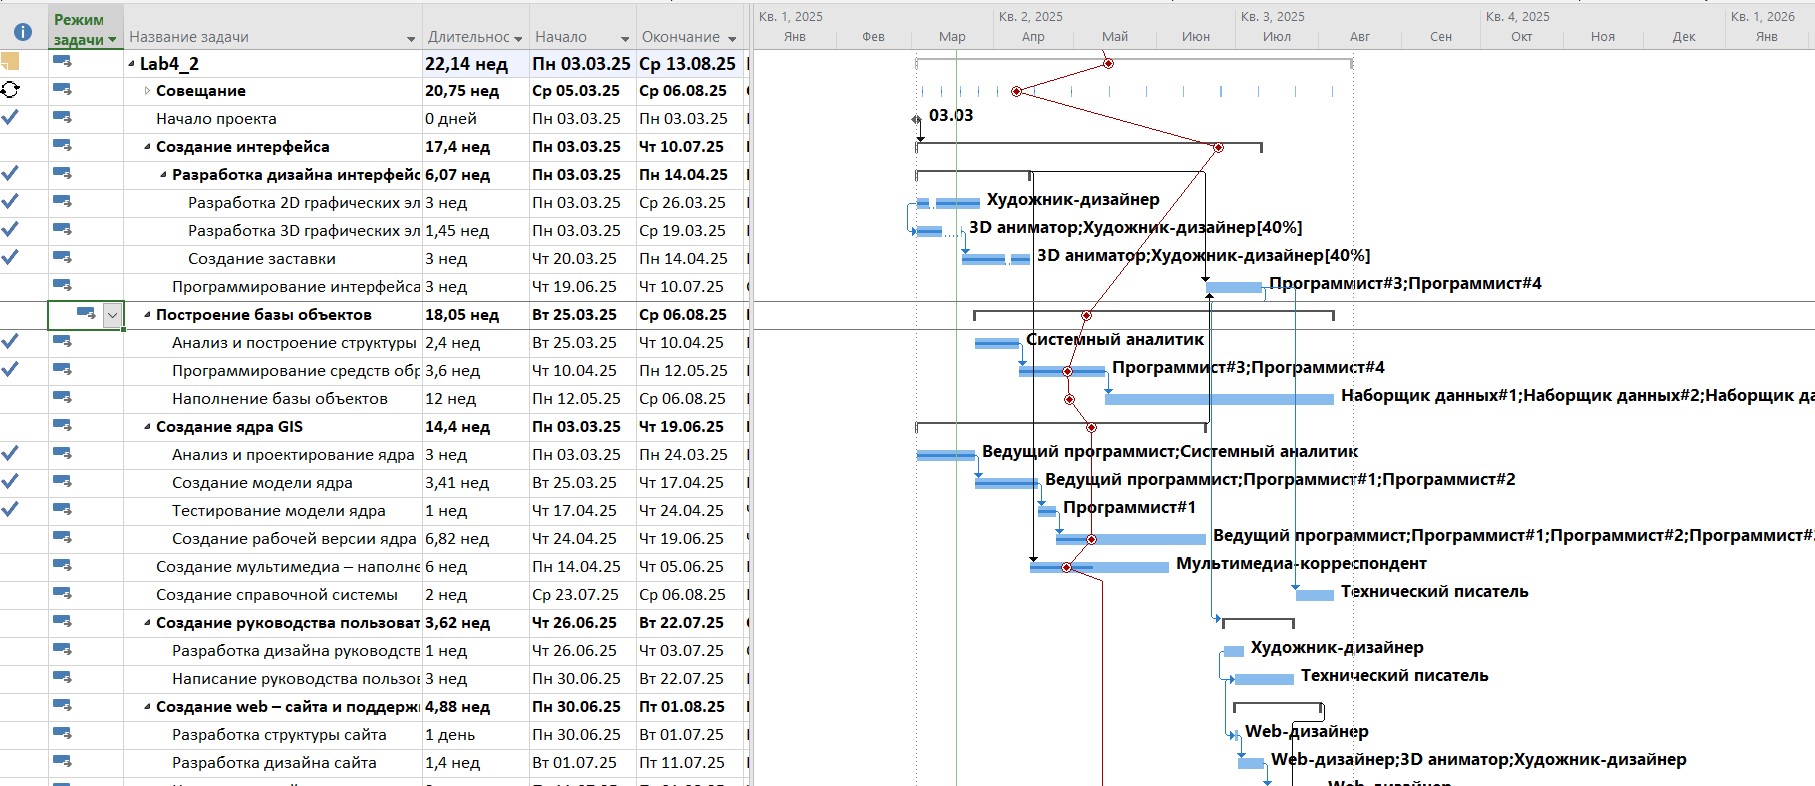 Кв. 1, 2025 Кв. 2, 2025 Кв. 3, 2025 Кв. 4, 2025 Кв. 1, 2026
Режим задачи Название задачи Длительнос Начало Окончание Янв Фев Мар Апр Май Июн Июл Авг Сен Окт Ноя Дек Янв
Lab4_2 22,14 нед Пн 03.03.25 Ср 13.08.25
Совещание 20,75 нед Ср 05.03.25 Ср 06.08.25
Начало проекта 0 дней Пн 03.03.25 Пн 03.03.25 03.03
Создание интерфейса 17,4 нед Пн 03.03.25 Чт 10.07.25
Разработка дизайна интерфейс 6,07 нед Пн 03.03.25 Пн 14.04.25
Разработка 2D графических эл 3 нед Пн 03.03.25 Ср 26.03.25 Художник-дизайнер
Разработка 3D графических эл 1,45 нед Пн 03.03.25 Ср 19.03.25 3D аниматор;Художник-дизайнер[40%]
Создание заставки 3 нед Чт 20.03.25 Пн 14.04.25 3D аниматор;Художник-дизайнер[40%]
Программирование интерфейса 3 нед Чт 19.06.25 Чт 10.07.25 Программист#3;Программист#4
Построение базы объектов 18,05 нед Вт 25.03.25 Ср 06.08.25
Анализ и построение структуры 2,4 нед Вт 25.03.25 Чт 10.04.25 Системный аналитик
Программирование средств обр 3,6 нед Чт 10.04.25 Пн 12.05.25 Программист#3;Программист#4
Наполнение базы объектов 12 нед Пн 12.05.25 Ср 06.08.25 Наборщик данных#1;Наборщик данных#2;Наборщик да
Создание ядра GIS 14,4 нед Пн 03.03.25 Чт 19.06.25
Анализ и проектирование ядра 3 нед Пн 03.03.25 Пн 24.03.25 Ведущий программист;Системный аналитик
Создание модели ядра 3,41 нед Вт 25.03.25 Чт 17.04.25 Ведущий программист;Программист#1;Программист#2
Тестирование модели ядра 1 нед Чт 17.04.25 Чт 24.04.25 Программист#1
Создание рабочей версии ядра 6,82 нед Чт 24.04.25 Чт 19.06.25 Ведущий программист;Программист#1;Программист#2;Программист#
Создание мультимедиа – наполне 6 нед Пн 14.04.25 Чт 05.06.25 Мультимедиа-корреспондент
Создание справочной системы 2 нед Ср 23.07.25 Ср 06.08.25 Технический писатель
Создание руководства пользоват 3,62 нед Чт 26.06.25 Вт 22.07.25
Разработка дизайна руководств 1 нед Чт 26.06.25 Чт 03.07.25 Художник-дизайнер
Написание руководства пользов 3 нед Пн 30.06.25 Вт 22.07.25 Технический писатель
Создание web – сайта и поддерж 4,88 нед Пн 30.06.25 Пт 01.08.25
Разработка структуры сайта 1 день Пн 30.06.25 Вт 01.07.25 Web-дизайнер
Разработка дизайна сайта 1,4 нед Вт 01.07.25 Пт 11.07.25 Web-дизайнер;3D аниматор;Художник-дизайнер